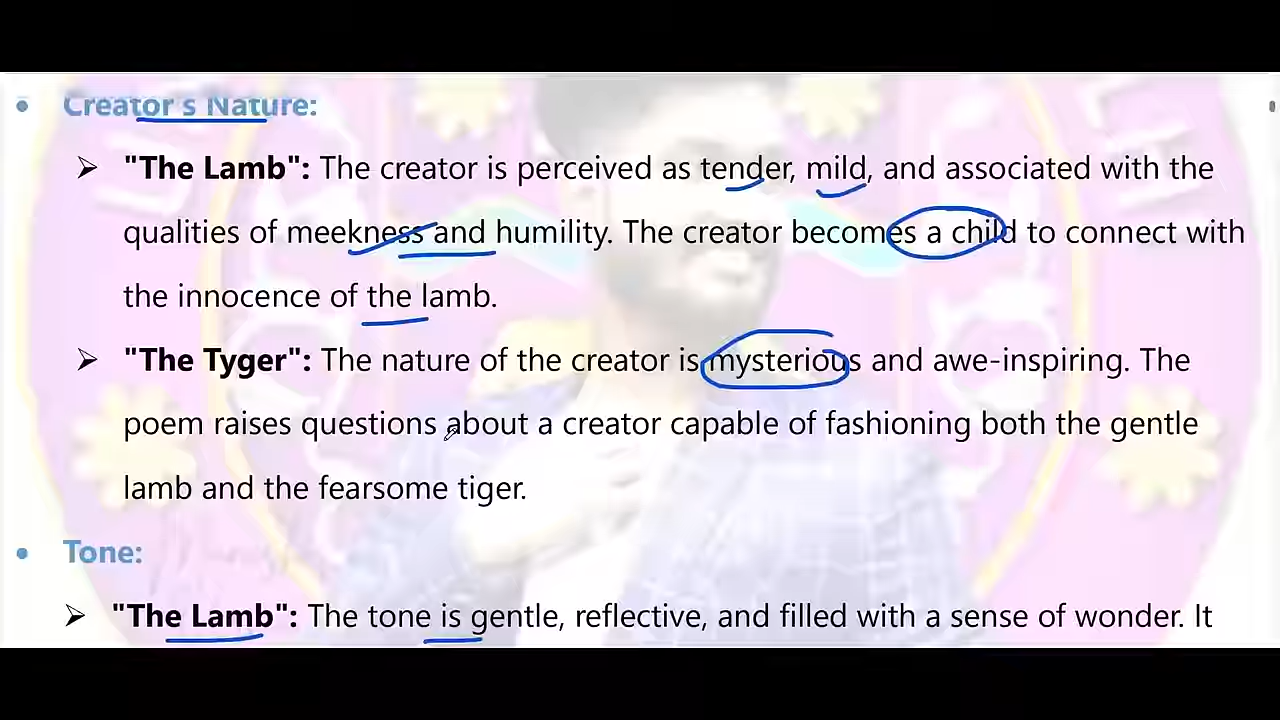 • Creator's Nature:
➢ "The Lamb": The creator is perceived as tender, mild, and associated with the
qualities of meekness and humility. The creator becomes a child to connect with
the innocence of the lamb.
➢ "The Tyger": The nature of the creator is mysterious and awe-inspiring. The
poem raises questions about a creator capable of fashioning both the gentle
lamb and the fearsome tiger.
• Tone:
➢ "The Lamb": The tone is gentle, reflective, and filled with a sense of wonder. It